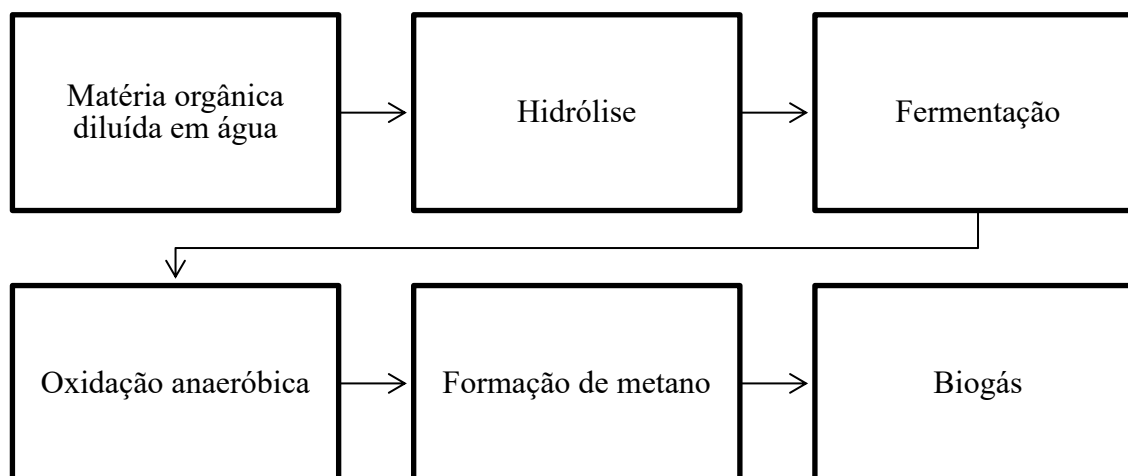 Matéria orgânica
diluída em água
Hidrólise
Fermentação
Oxidação anaeróbica
Formação de metano
Biogás